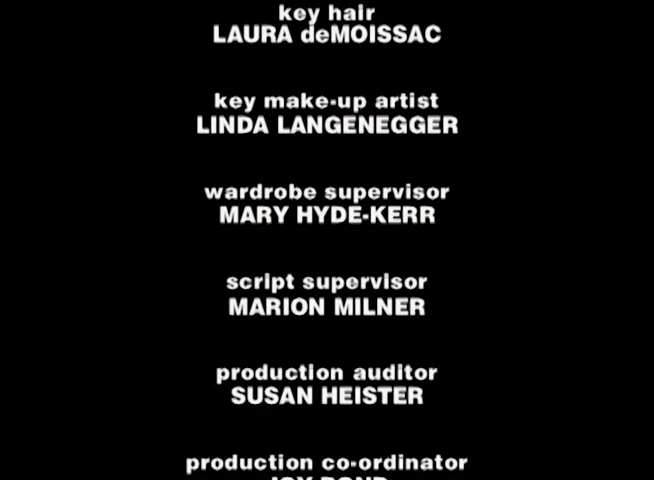 key hair
LAURA deMOISSAC
key make-up artist
LINDA LANGENEGGER
wardrobe supervisor
MARY HYDE-KERR
script supervisor
MARION MILNER
production auditor
SUSAN HEISTER
production co-ordinator